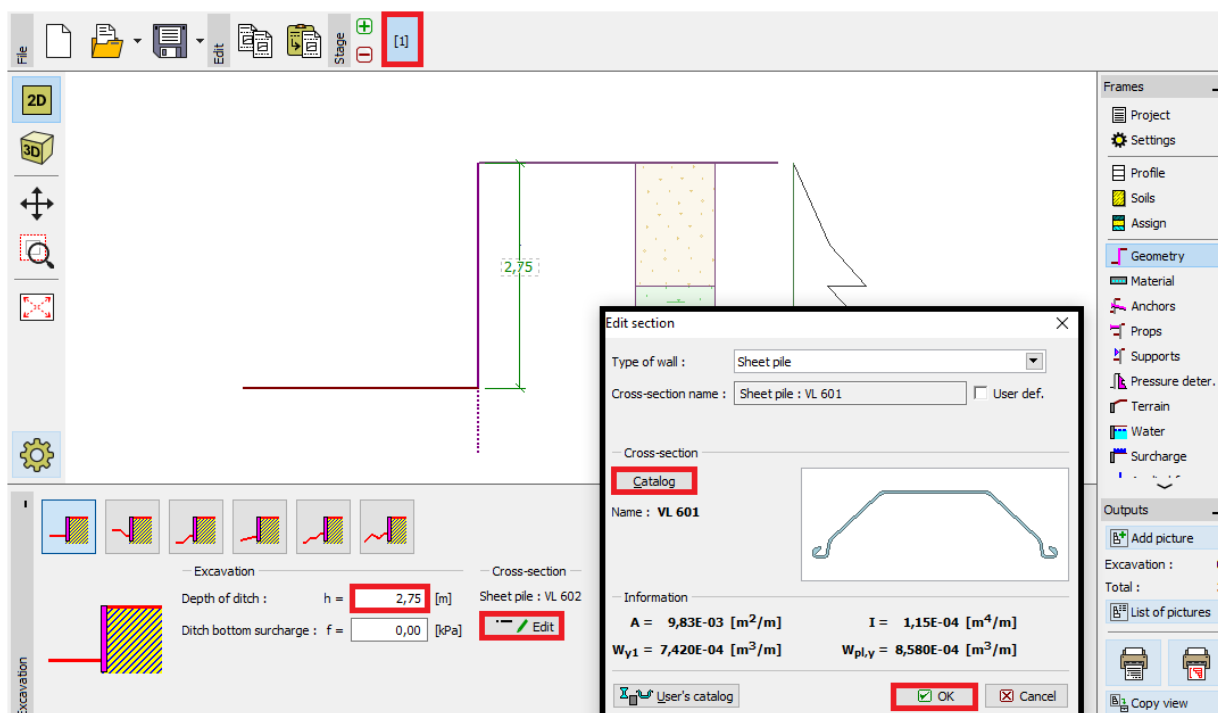 File
Edit
Stage
[1]
2D
3D
2,75
Frames
Project
Settings
Profile
Soils
Assign
Geometry
Material
Anchors
Props
Supports
Pressure deter.
Terrain
Water
Surcharge
Edit section
Type of wall : Sheet pile
Cross-section name : Sheet pile : VL 601 User def.
Cross-section
Catalog
Name : VL 601
Information
A = 9,83E-03 [m²/m] I = 1,15E-04 [m⁴/m]
Wy1 = 7,420E-04 [m³/m] Wpl,y = 8,580E-04 [m³/m]
User's catalog OK Cancel
Excavation
Excavation
Depth of ditch : h = 2,75 [m]
Ditch bottom surcharge : f = 0,00 [kPa]
Cross-section
Sheet pile : VL 602
Edit
Outputs
Add picture
Excavation :
Total :
List of pictures
Copy view